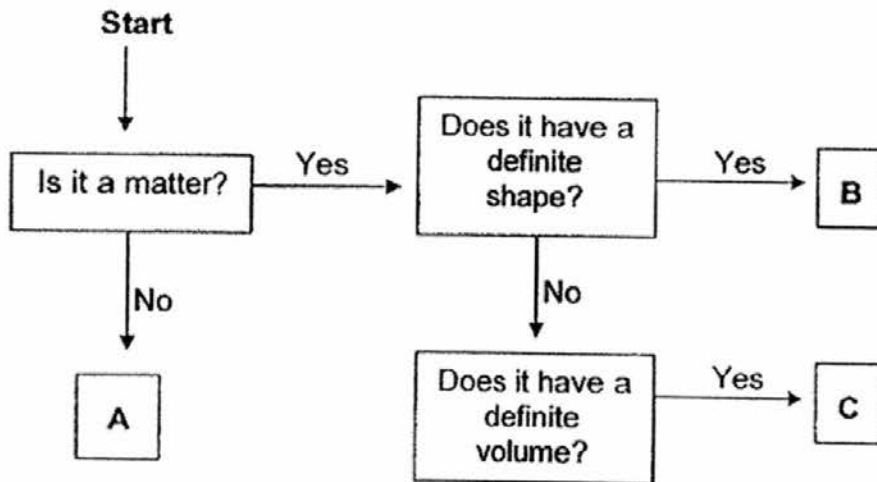 Start
Is it a matter?
Yes
Does it have a
definite
shape?
Yes
B
No
No
A
Does it have a
definite
volume?
Yes
C